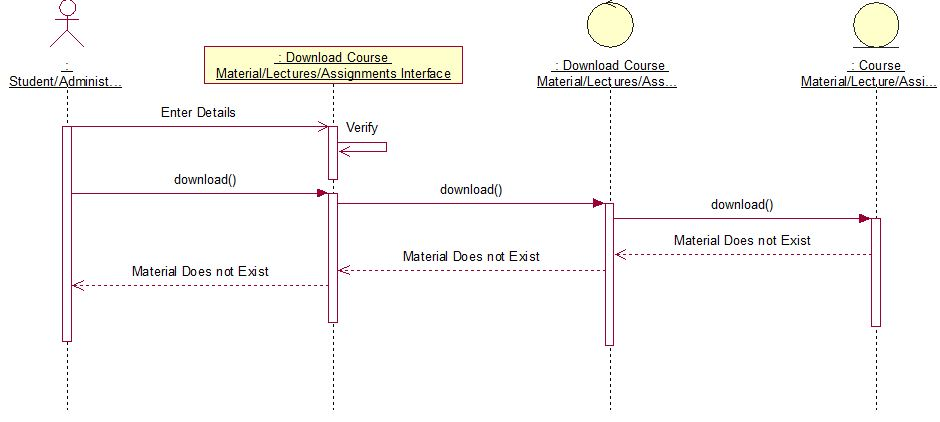 :
Student/Administ...
: Download Course
Material/Lectures/Assignments Interface
: Download Course
Material/Lectures/Ass...
: Course
Material/Lecture/Assi...
Enter Details
Verify
download()
download()
download()
Material Does not Exist
Material Does not Exist
Material Does not Exist